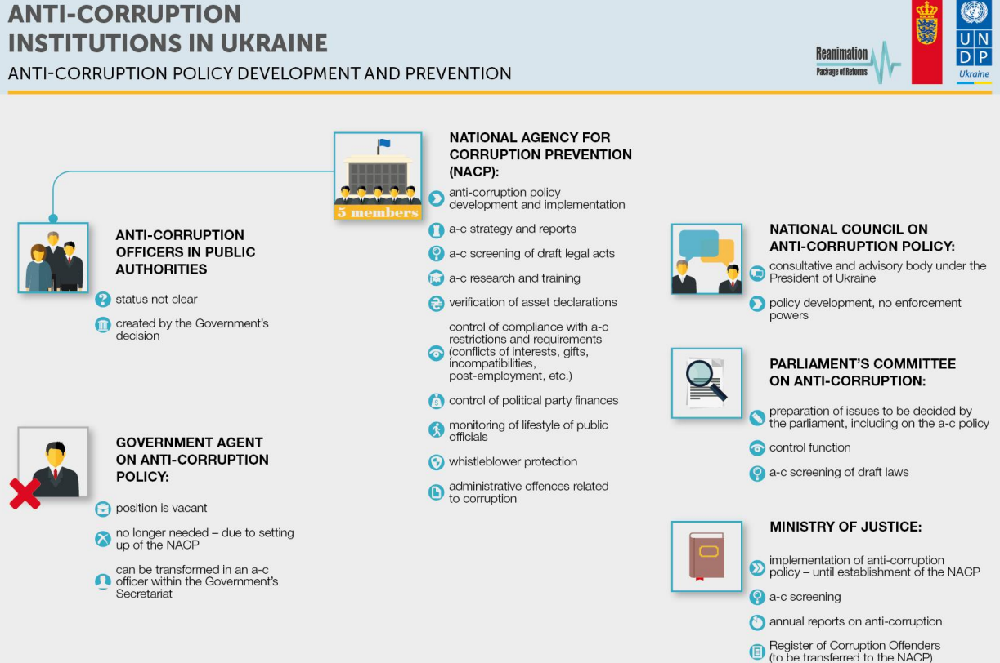 ANTI-CORRUPTION
INSTITUTIONS IN UKRAINE
ANTI-CORRUPTION POLICY DEVELOPMENT AND PREVENTION
Reanimation
Package of Reforms
U N
D P
Ukraine
5 members
NATIONAL AGENCY FOR
CORRUPTION PREVENTION
(NACP):
anti-corruption policy
development and implementation
a-c strategy and reports
a-c screening of draft legal acts
a-c research and training
verification of asset declarations
control of compliance with a-c
restrictions and requirements
(conflicts of interests, gifts,
incompatibilities,
post-employment, etc.)
control of political party finances
monitoring of lifestyle of public
officials
whistleblower protection
administrative offences related
to corruption
ANTI-CORRUPTION
OFFICERS IN PUBLIC
AUTHORITIES
status not clear
created by the Government's
decision
GOVERNMENT AGENT
ON ANTI-CORRUPTION
POLICY:
position is vacant
no longer needed – due to setting
up of the NACP
can be transformed in an a-c
officer within the Government's
Secretariat
NATIONAL COUNCIL ON
ANTI-CORRUPTION POLICY:
consultative and advisory body under the
President of Ukraine
policy development, no enforcement
powers
PARLIAMENT'S COMMITTEE
ON ANTI-CORRUPTION:
preparation of issues to be decided by
the parliament, including on the a-c policy
control function
a-c screening of draft laws
MINISTRY OF JUSTICE:
implementation of anti-corruption
policy – until establishment of the NACP
a-c screening
annual reports on anti-corruption
Register of Corruption Offenders
(to be transferred to the NACP)